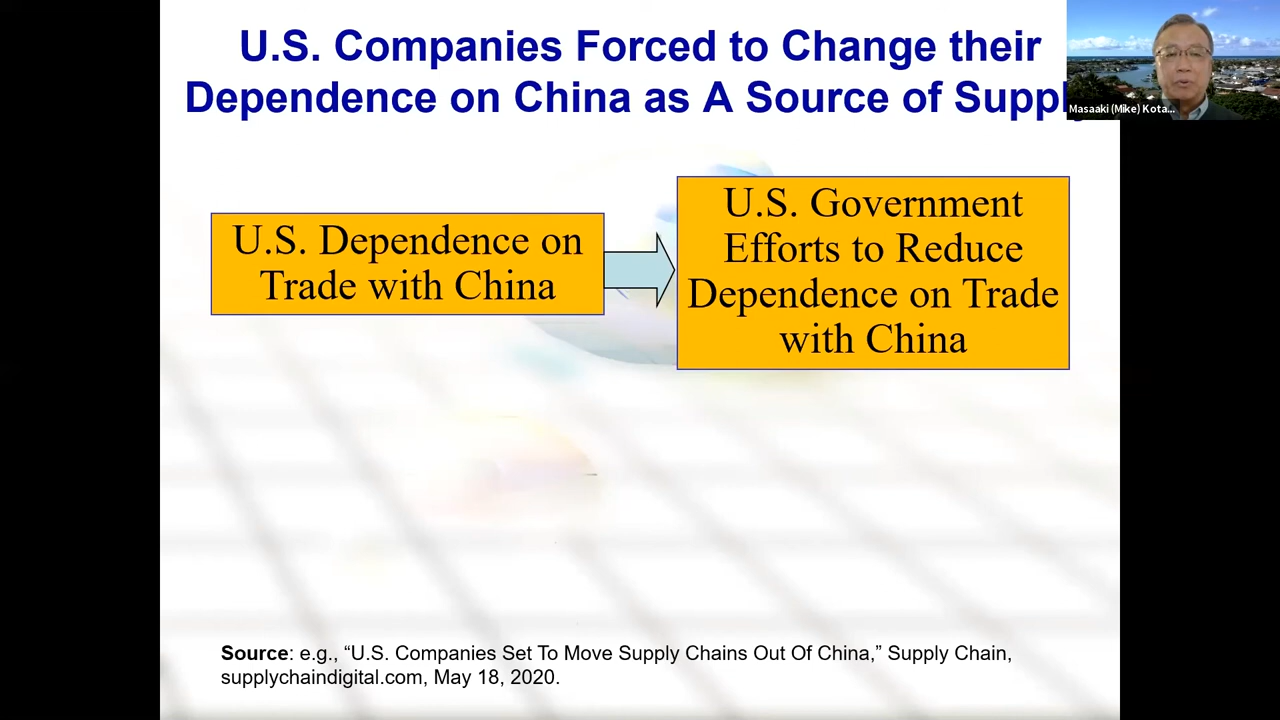 U.S. Companies Forced to Change their
Dependence on China as A Source of Supply
Masaaki (Mike) Kota...
U.S. Dependence on
Trade with China
U.S. Government
Efforts to Reduce
Dependence on Trade
with China
Source: e.g., “U.S. Companies Set To Move Supply Chains Out Of China,” Supply Chain,
supplychaindigital.com, May 18, 2020.